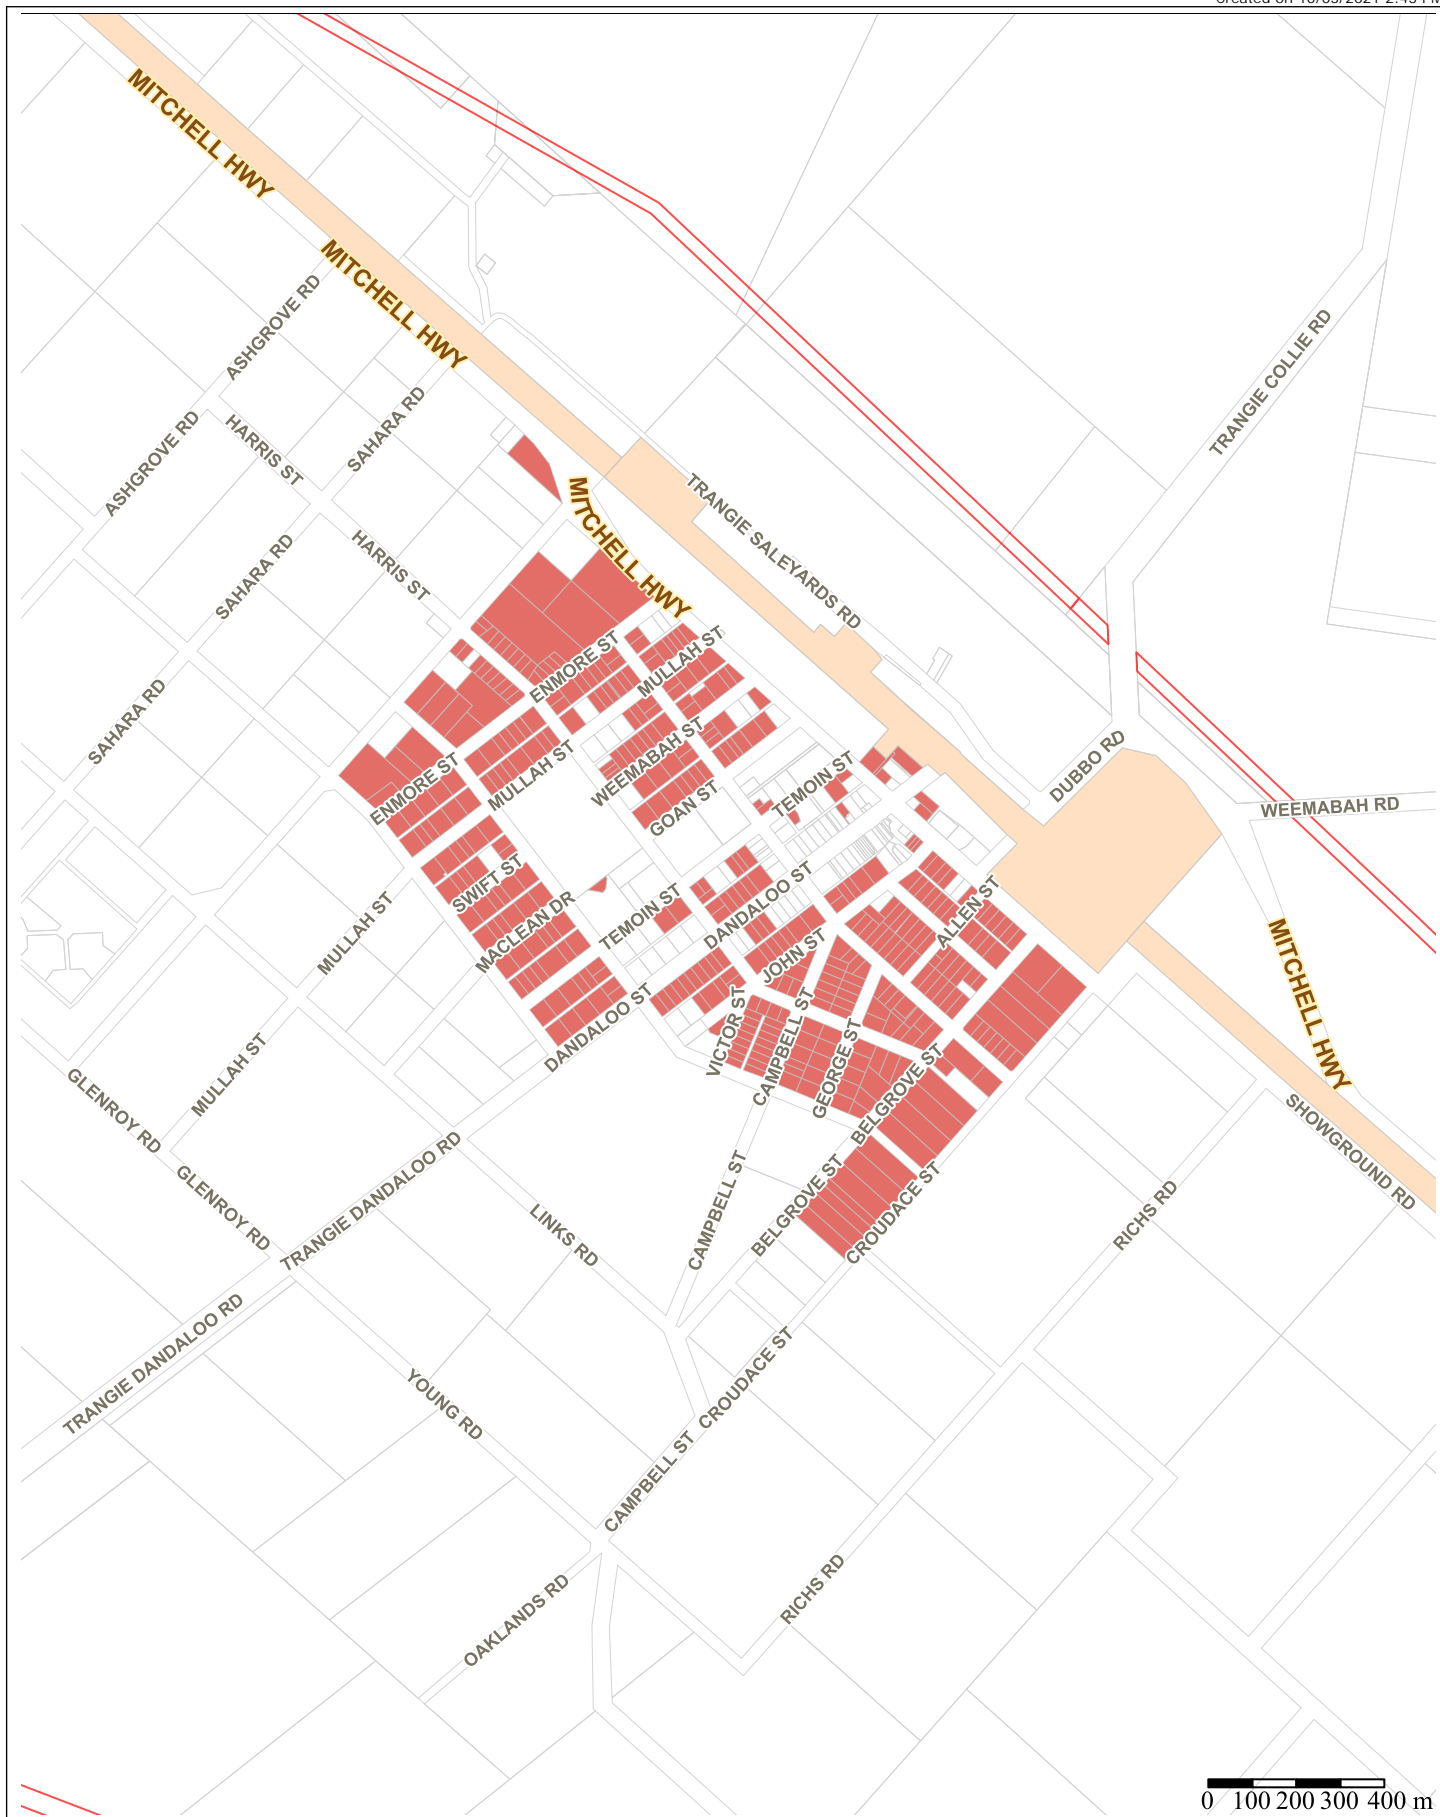 MITCHELL HWY
MITCHELL HWY
ASHGROVE RD
TRANGIE COLLIE RD
SAHARA RD
ASHGROVE RD
HARRIS ST
MITCHELL HWY
TRANGIE SALEYARDS RD
SAHARA RD
HARRIS ST
ENMORE ST
MULLAH ST
SAHARA RD
WEEMABAH ST
DUBBO RD
MULLAH ST
ENMORE ST
TEMOIN ST
GOAN ST
WEEMABAH RD
SWIFT ST
DANDALOO ST
ALLEN ST
MULLAH ST
MACLEAN DR
TEMOIN ST
JOHN ST
MITCHELL HWY
DANDALOO ST
VICTOR ST
CAMPBELL ST
GEORGE ST
MULLAH ST
BELGROVE ST
GLENROY RD
SHOWGROUND RD
TRANGIE DANDALOO RD
GLENROY RD
CAMPBELL ST
BELGROVE ST
CROUDACE ST
RICHS RD
LINKS RD
TRANGIE DANDALOO RD
CROUDACE ST
YOUNG RD
CAMPBELL ST
RICHS RD
OAKLANDS RD
0 100 200 300 400 m